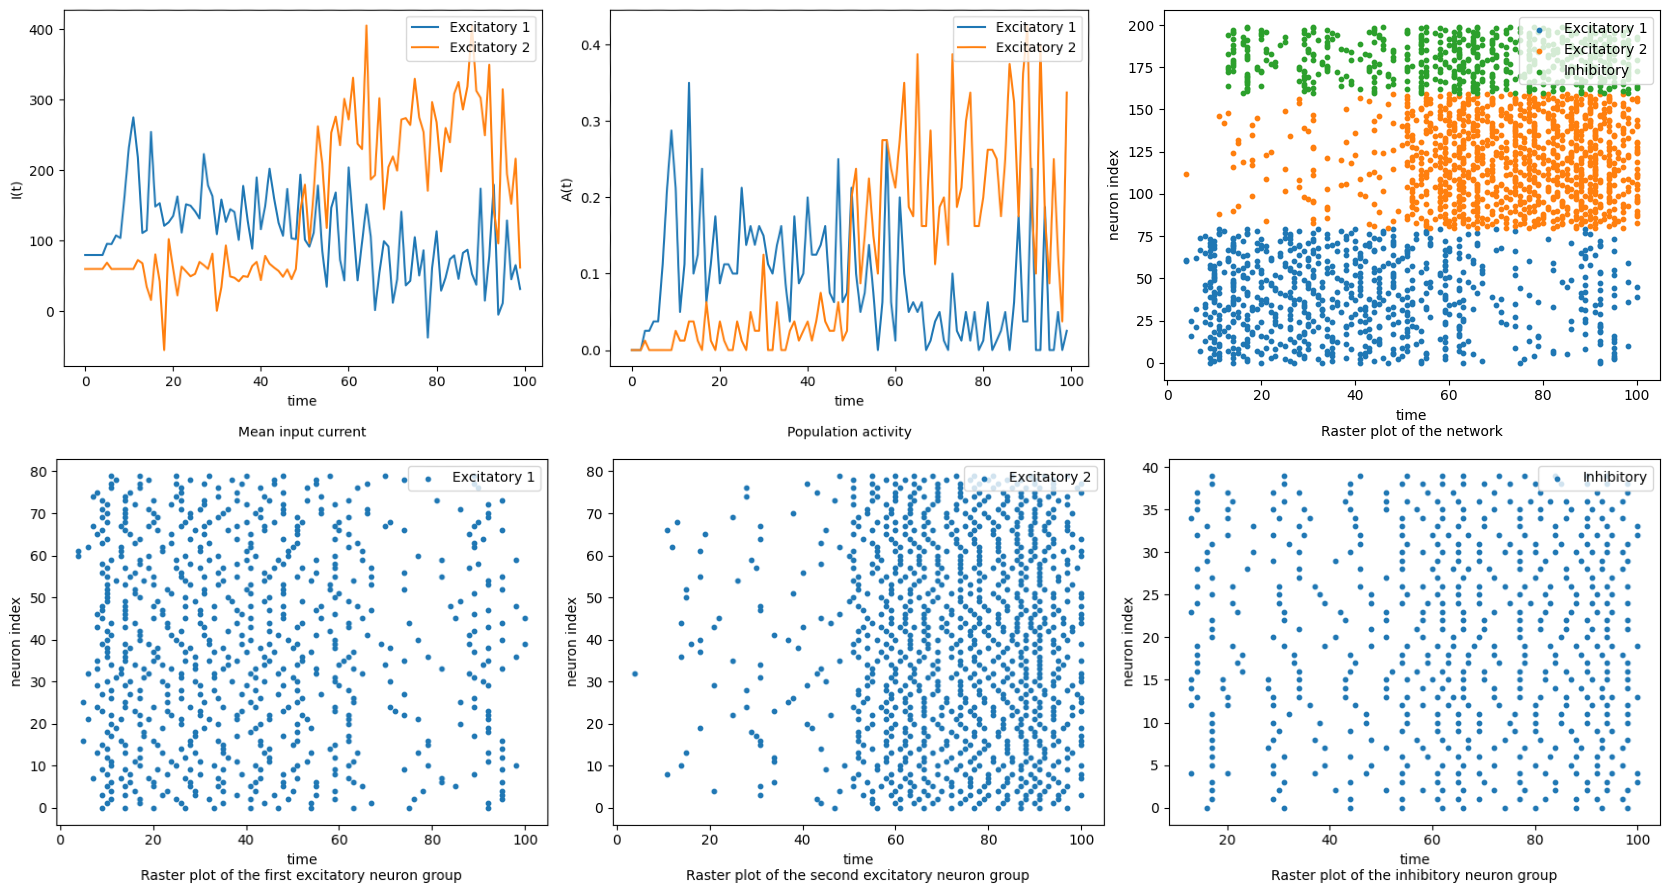 Excitatory 1
Excitatory 2
I(t)
400
300
200
100
0
0 20 40 60 80 100
time
Mean input current
Excitatory 1
Excitatory 2
A(t)
0.4
0.3
0.2
0.1
0.0
0 20 40 60 80 100
time
Population activity
Excitatory 1
Excitatory 2
Inhibitory
neuron index
200
175
150
125
100
75
50
25
0
0 20 40 60 80 100
time
Raster plot of the network
Excitatory 1
neuron index
80
70
60
50
40
30
20
10
0
0 20 40 60 80 100
time
Raster plot of the first excitatory neuron group
Excitatory 2
neuron index
80
70
60
50
40
30
20
10
0
0 20 40 60 80 100
time
Raster plot of the second excitatory neuron group
Inhibitory
neuron index
40
35
30
25
20
15
10
5
0
20 40 60 80 100
time
Raster plot of the inhibitory neuron group